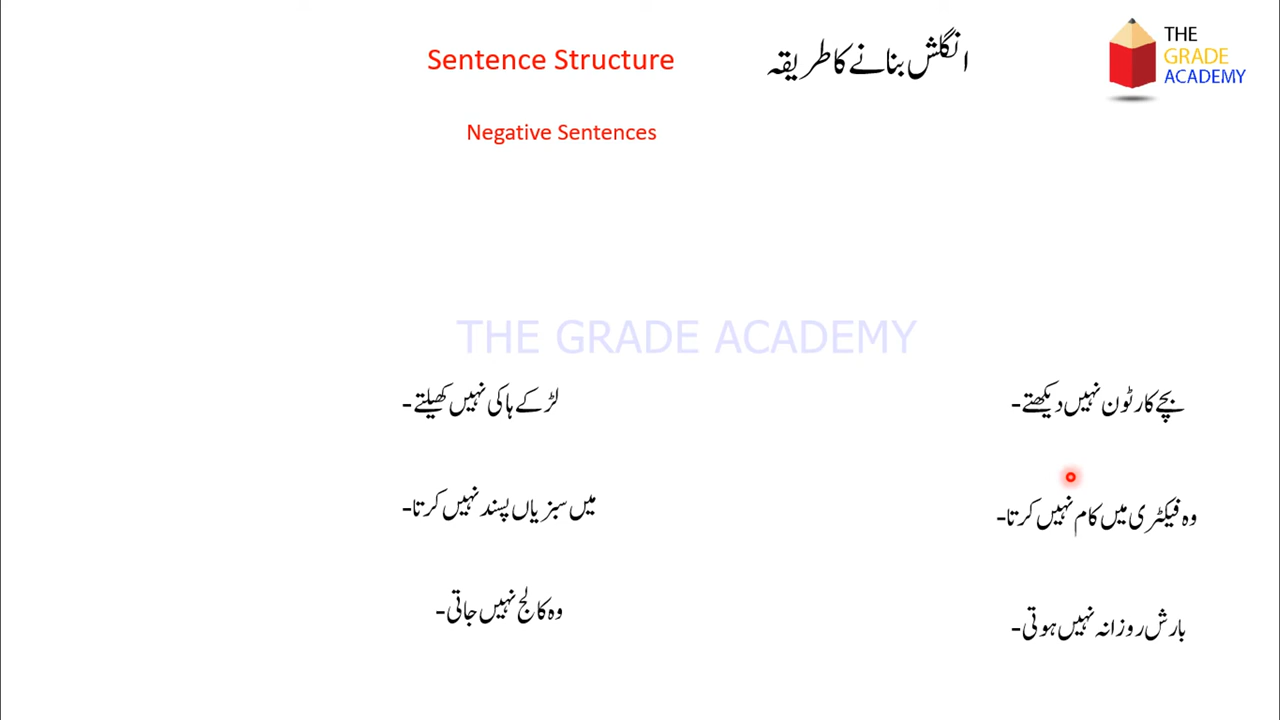 Sentence Structure انگلش بنانے کا طریقہ
THE
GRADE
ACADEMY
Negative Sentences
THE GRADE ACADEMY
بچے کارٹون نہیں دیکھتے-
لڑکے ہاکی نہیں کھیلتے-
وہ فیکٹری میں کام نہیں کرتا-
میں سبزیاں پسند نہیں کرتا-
بارش روزانہ نہیں ہوتی-
وہ کالج نہیں جاتی-